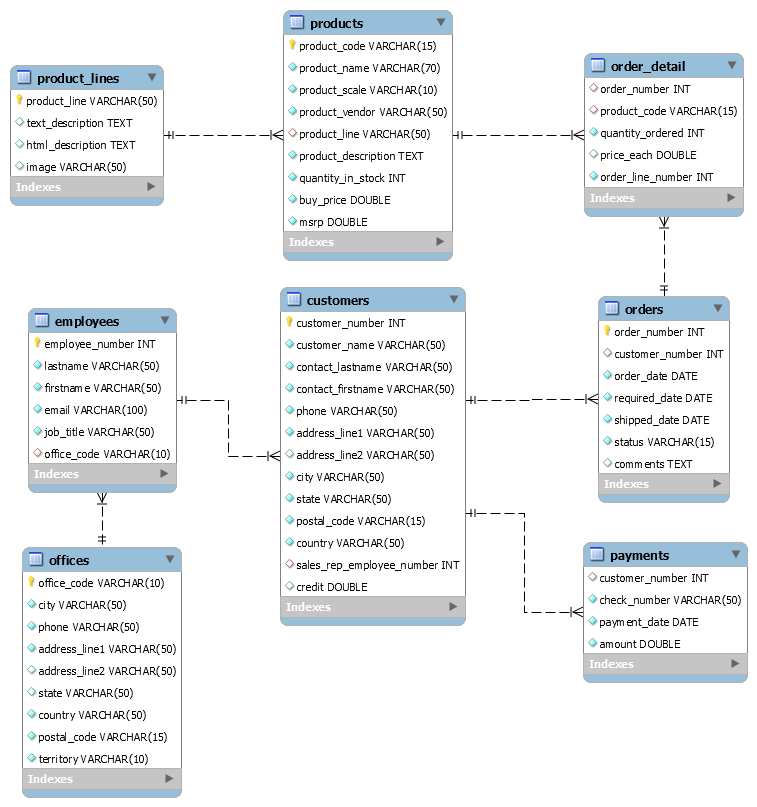 product_lines
product_line VARCHAR(50)
text_description TEXT
html_description TEXT
image VARCHAR(50)
Indexes
products
product_code VARCHAR(15)
product_name VARCHAR(70)
product_scale VARCHAR(10)
product_vendor VARCHAR(50)
product_line VARCHAR(50)
product_description TEXT
quantity_in_stock INT
buy_price DOUBLE
msrp DOUBLE
Indexes
order_detail
order_number INT
product_code VARCHAR(15)
quantity_ordered INT
price_each DOUBLE
order_line_number INT
Indexes
employees
employee_number INT
lastname VARCHAR(50)
firstname VARCHAR(50)
email VARCHAR(100)
job_title VARCHAR(50)
office_code VARCHAR(10)
Indexes
customers
customer_number INT
customer_name VARCHAR(50)
contact_lastname VARCHAR(50)
contact_firstname VARCHAR(50)
phone VARCHAR(50)
address_line1 VARCHAR(50)
address_line2 VARCHAR(50)
city VARCHAR(50)
state VARCHAR(50)
postal_code VARCHAR(15)
country VARCHAR(50)
sales_rep_employee_number INT
credit DOUBLE
Indexes
orders
order_number INT
customer_number INT
order_date DATE
required_date DATE
shipped_date DATE
status VARCHAR(15)
comments TEXT
Indexes
offices
office_code VARCHAR(10)
city VARCHAR(50)
phone VARCHAR(50)
address_line1 VARCHAR(50)
address_line2 VARCHAR(50)
state VARCHAR(50)
country VARCHAR(50)
postal_code VARCHAR(15)
territory VARCHAR(10)
Indexes
payments
customer_number INT
check_number VARCHAR(50)
payment_date DATE
amount DOUBLE
Indexes